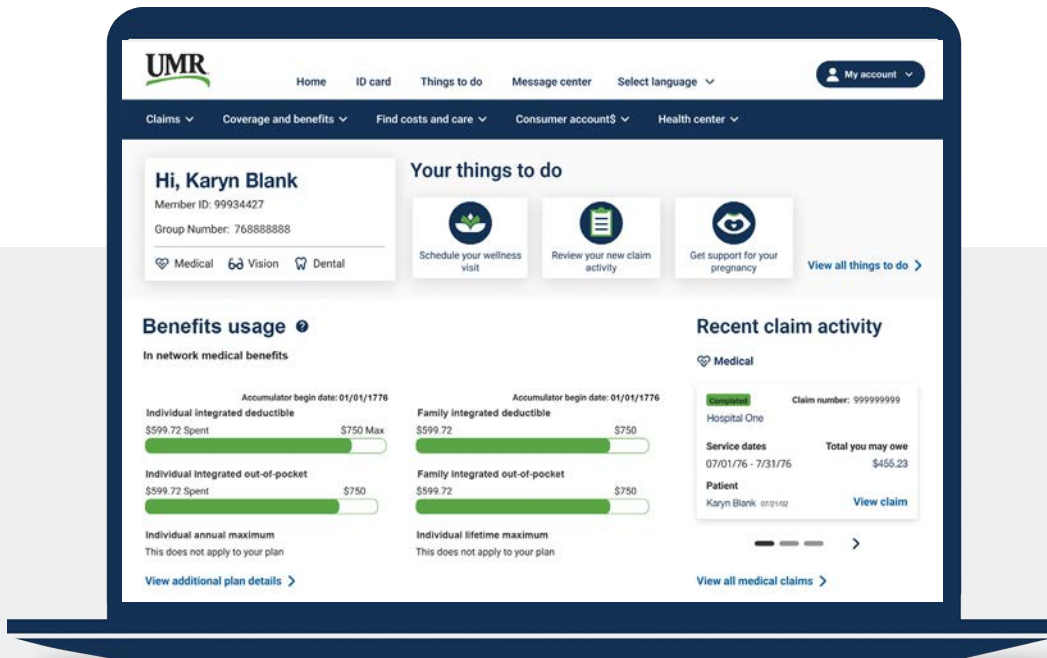 UMR
Home ID card Things to do Message center Select language My account
Claims Coverage and benefits Find costs and care Consumer account$ Health center
Hi, Karyn Blank
Member ID: 99934427
Group Number: 768888888
Medical Vision Dental
Your things to do
Schedule your wellness
visit
Review your new claim
activity
Get support for your
pregnancy
View all things to do
Benefits usage ?
In network medical benefits
Accumulator begin date: 01/01/1776
Individual integrated deductible
$599.72 Spent $750 Max
Individual integrated out-of-pocket
$599.72 Spent $750
Individual annual maximum
This does not apply to your plan
View additional plan details
Accumulator begin date: 01/01/1776
Family integrated deductible
$599.72 $750
Family integrated out-of-pocket
$599.72 $750
Individual lifetime maximum
This does not apply to your plan
Recent claim activity
Medical
Completed Claim number: 999999999
Hospital One
Service dates Total you may owe
07/01/76 - 7/31/76 $455.23
Patient
Karyn Blank 07/21/02 View claim
View all medical claims